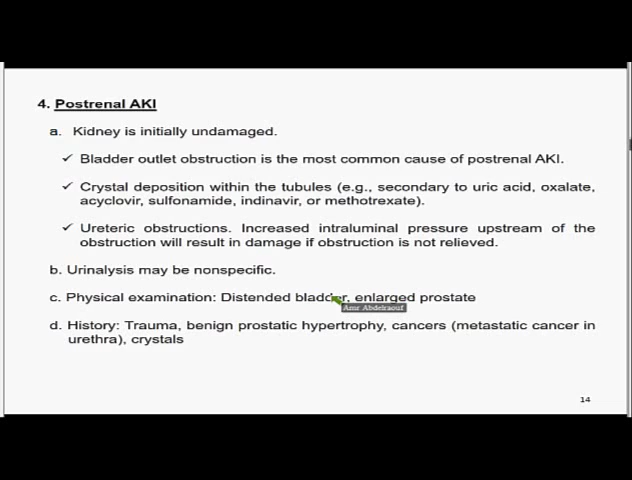 4. Postrenal AKI
a. Kidney is initially undamaged.
✓ Bladder outlet obstruction is the most common cause of postrenal AKI.
✓ Crystal deposition within the tubules (e.g., secondary to uric acid, oxalate,
acyclovir, sulfonamide, indinavir, or methotrexate).
✓ Ureteric obstructions. Increased intraluminal pressure upstream of the
obstruction will result in damage if obstruction is not relieved.
b. Urinalysis may be nonspecific.
c. Physical examination: Distended bladder, enlarged prostate
Amr Abdelraouf
d. History: Trauma, benign prostatic hypertrophy, cancers (metastatic cancer in
urethra), crystals
14